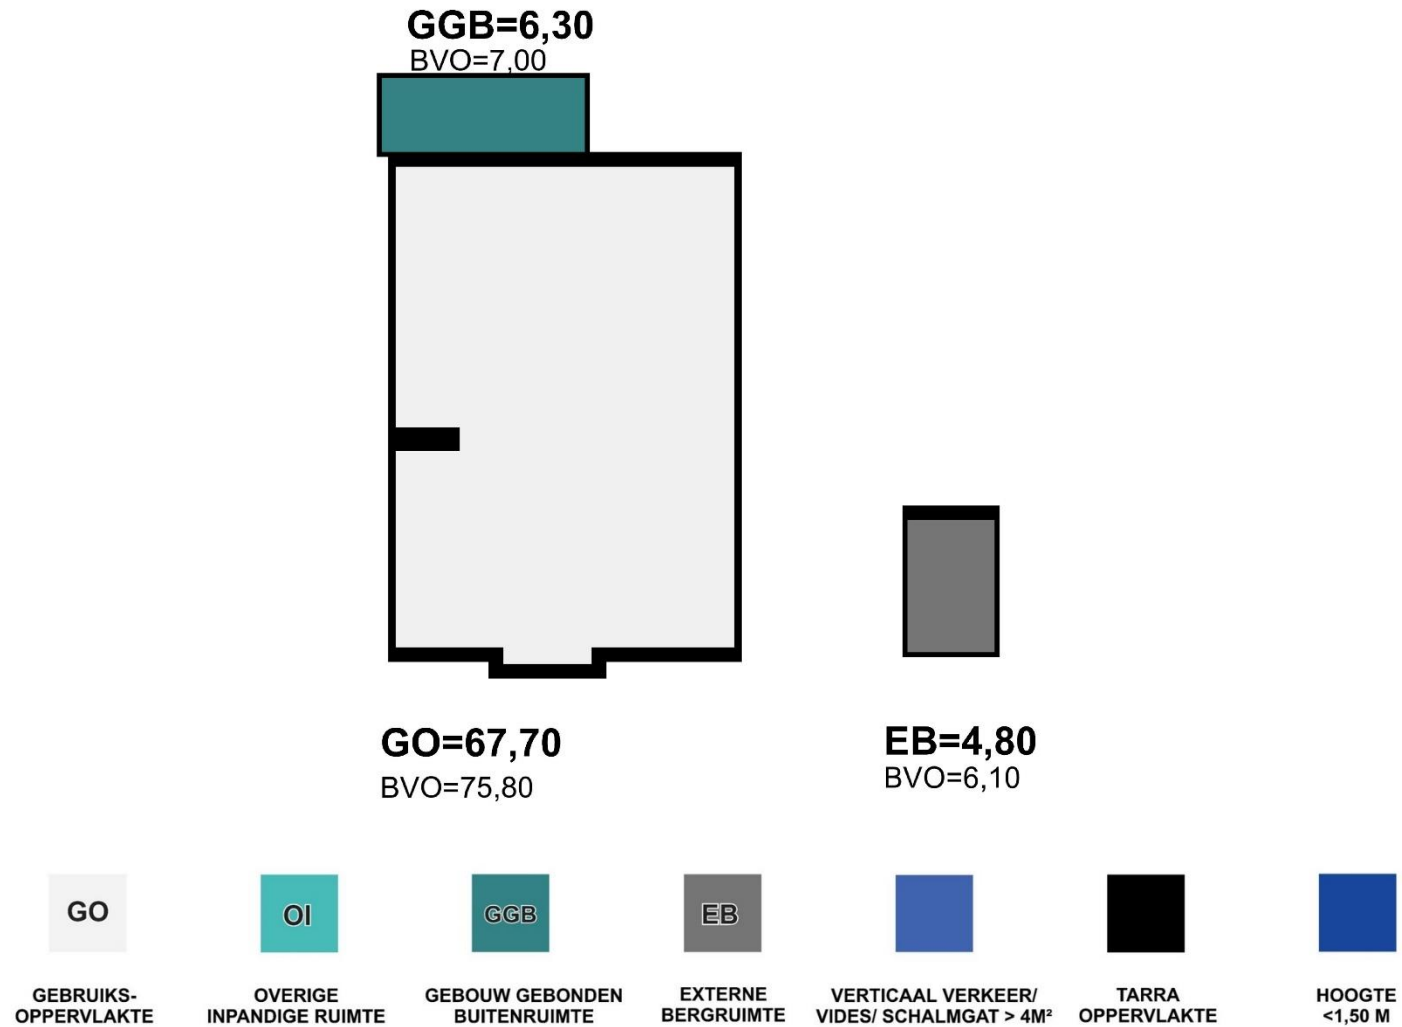 GGB=6,30
BVO=7,00
GO=67,70
BVO=75,80
EB=4,80
BVO=6,10
GO
OI
GGB
EB
GEBRUIKS-
OPPERVLAKTE
OVERIGE
INPANDIGE RUIMTE
GEBOUW GEBONDEN
BUITENRUIMTE
EXTERNE
BERGRUIMTE
VERTICAAL VERKEER/
VIDES/ SCHALMGAT > 4M²
TARRA
OPPERVLAKTE
HOOGTE
<1,50 M